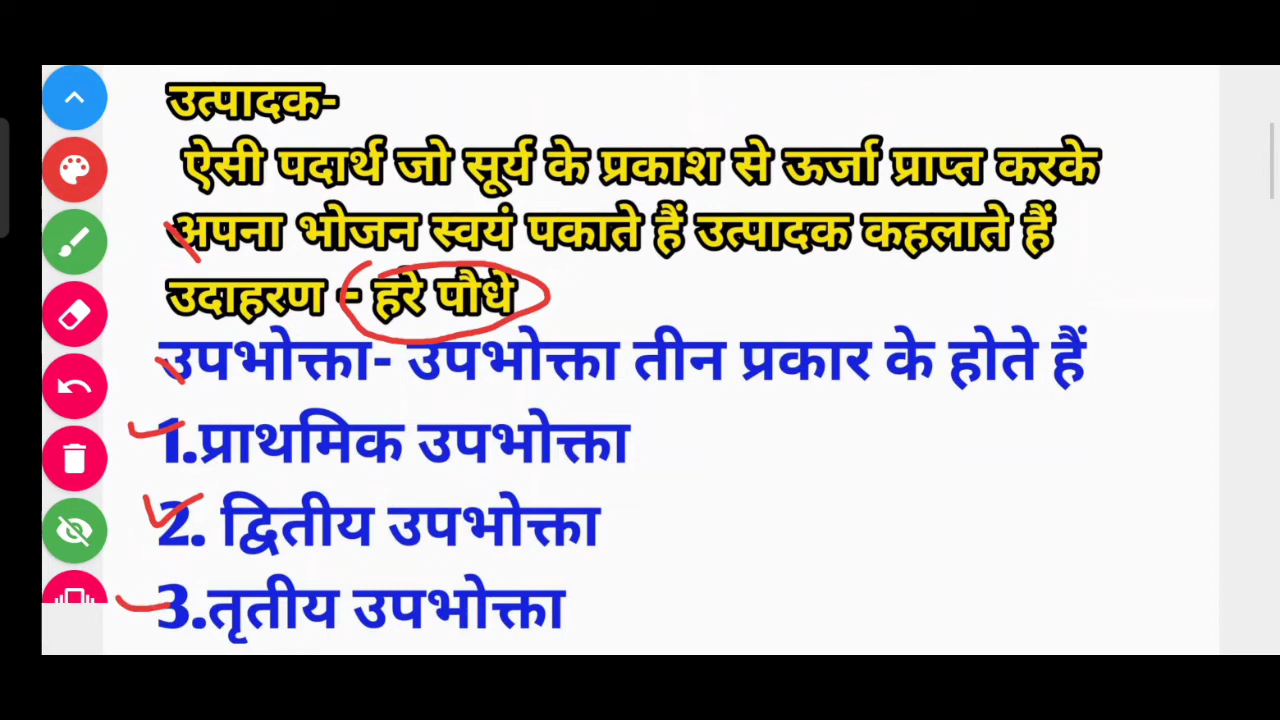 उत्पादक-
ऐसी पदार्थ जो सूर्य के प्रकाश से ऊर्जा प्राप्त करके
अपना भोजन स्वयं पकाते हैं उत्पादक कहलाते हैं
उदाहरण - हरे पौधे
उपभोक्ता- उपभोक्ता तीन प्रकार के होते हैं
1.प्राथमिक उपभोक्ता
2. द्वितीय उपभोक्ता
3.तृतीय उपभोक्ता